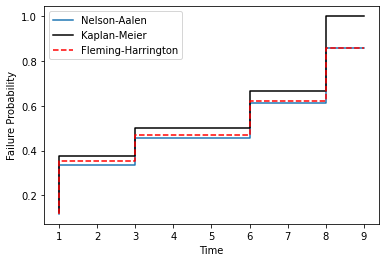 Nelson-Aalen
Kaplan-Meier
Fleming-Harrington
1.0
0.8
0.6
0.4
0.2
Failure Probability
1 2 3 4 5 6 7 8 9
Time